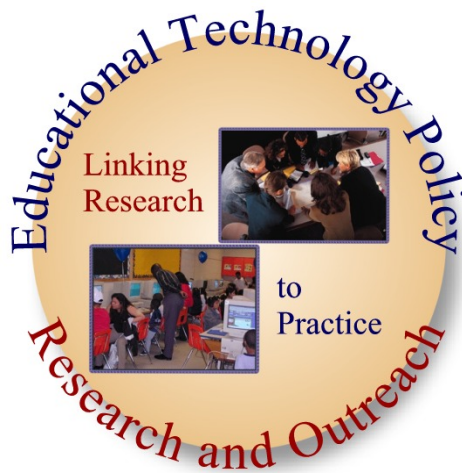 Educational Technology Policy
Linking
Research
to
Practice
Research and Outreach